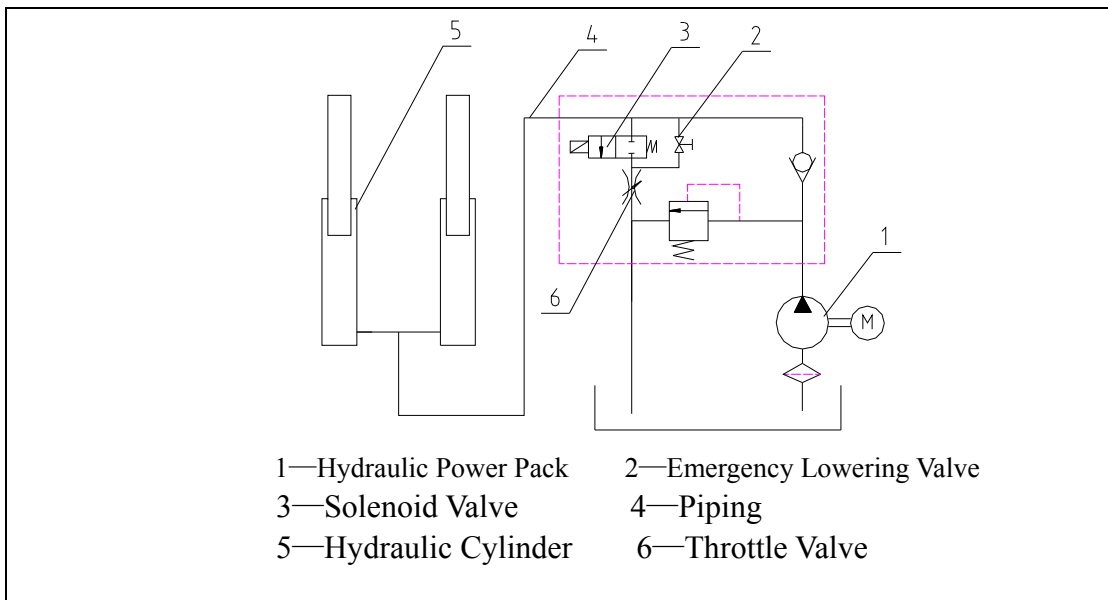 5 4 3 2
1
6
M
1—Hydraulic Power Pack 2—Emergency Lowering Valve
3—Solenoid Valve 4—Piping
5—Hydraulic Cylinder 6—Throttle Valve